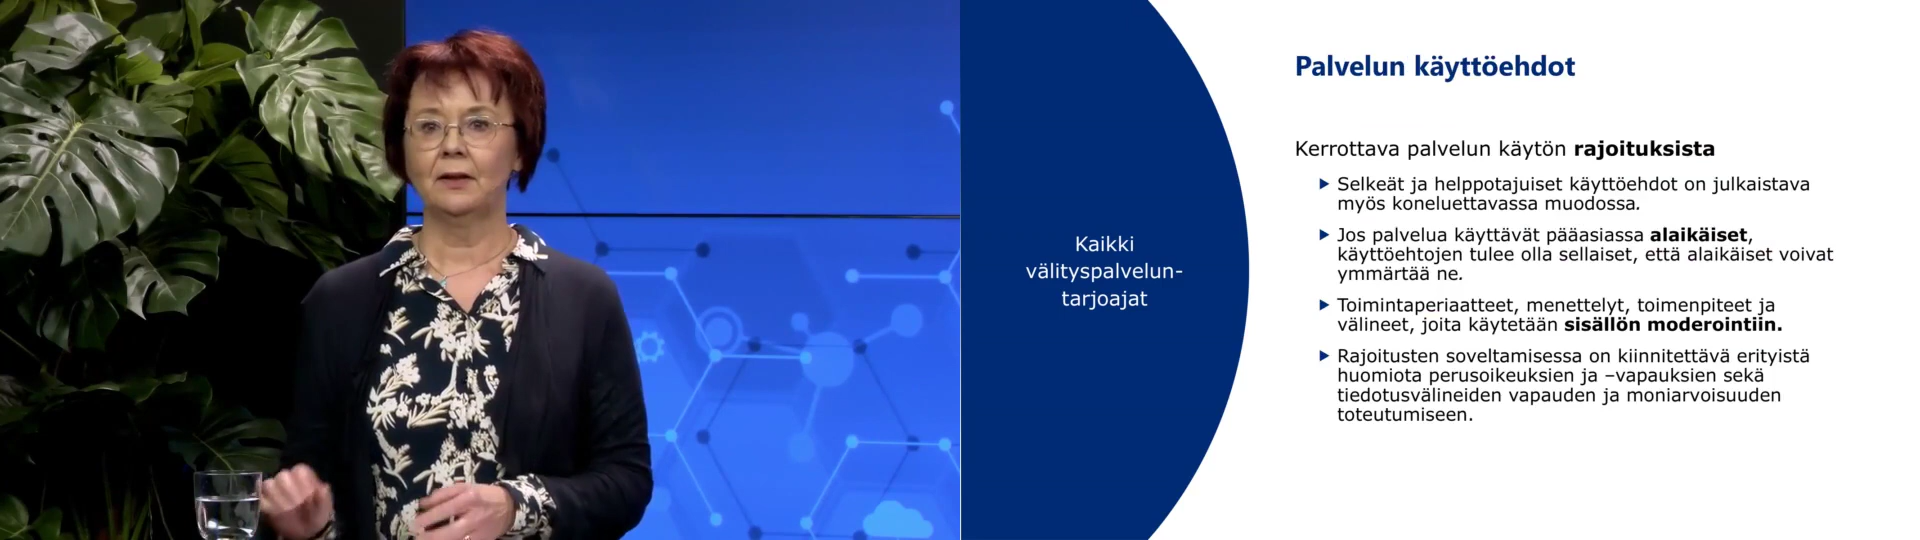 Kaikki
välityspalvelun-
tarjoajat
Palvelun käyttöehdot
Kerrottava palvelun käytön rajoituksista
Selkeät ja helppotajuiset käyttöehdot on julkaistava
myös koneluettavassa muodossa.
Jos palvelua käyttävät pääasiassa alaikäiset,
käyttöehtojen tulee olla sellaiset, että alaikäiset voivat
ymmärtää ne.
Toimintaperiaatteet, menettelyt, toimenpiteet ja
välineet, joita käytetään sisällön moderointiin.
Rajoitusten soveltamisessa on kiinnitettävä erityistä
huomiota perusoikeuksien ja –vapauksien sekä
tiedotusvälineiden vapauden ja moniarvoisuuden
toteutumiseen.